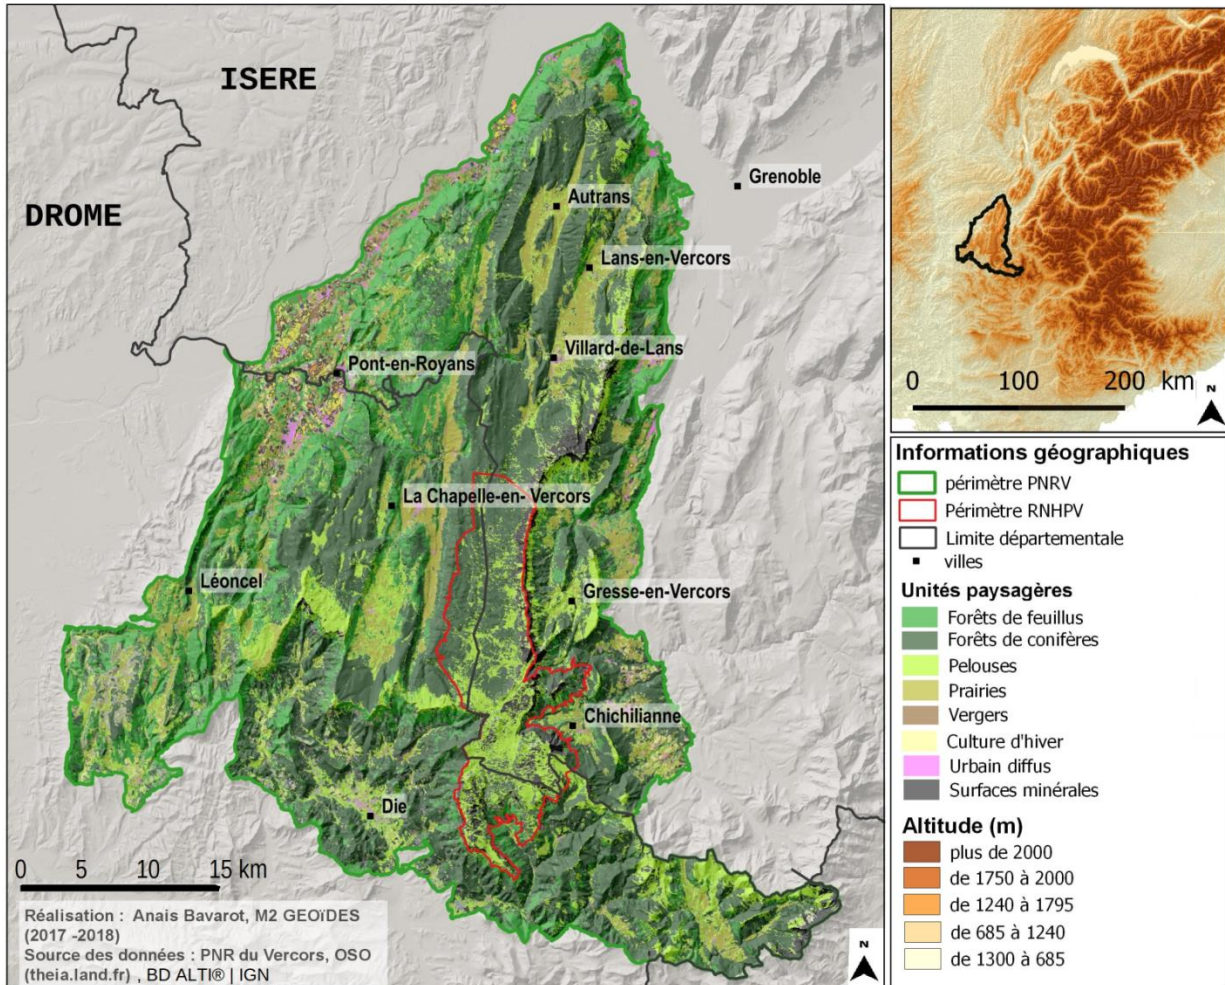 ISERE
DROME
Grenoble
Autrans
Lans-en-Vercors
Villard-de-Lans
Pont-en-Royans
La Chapelle-en- Vercors
Léoncel
Gresse-en-Vercors
Chichilianne
Die
0 5 10 15 km
Réalisation : Anais Bavarot, M2 GEOïDES
(2017 -2018)
Source des données : PNR du Vercors, OSO
(theia.land.fr) , BD ALTI® | IGN
N
0 100 200 km
N
Informations géographiques
périmètre PNRV
Périmètre RNHPV
Limite départementale
villes
Unités paysagères
Forêts de feuillus
Forêts de conifères
Pelouses
Prairies
Vergers
Culture d'hiver
Urbain diffus
Surfaces minérales
Altitude (m)
plus de 2000
de 1750 à 2000
de 1240 à 1795
de 685 à 1240
de 1300 à 685